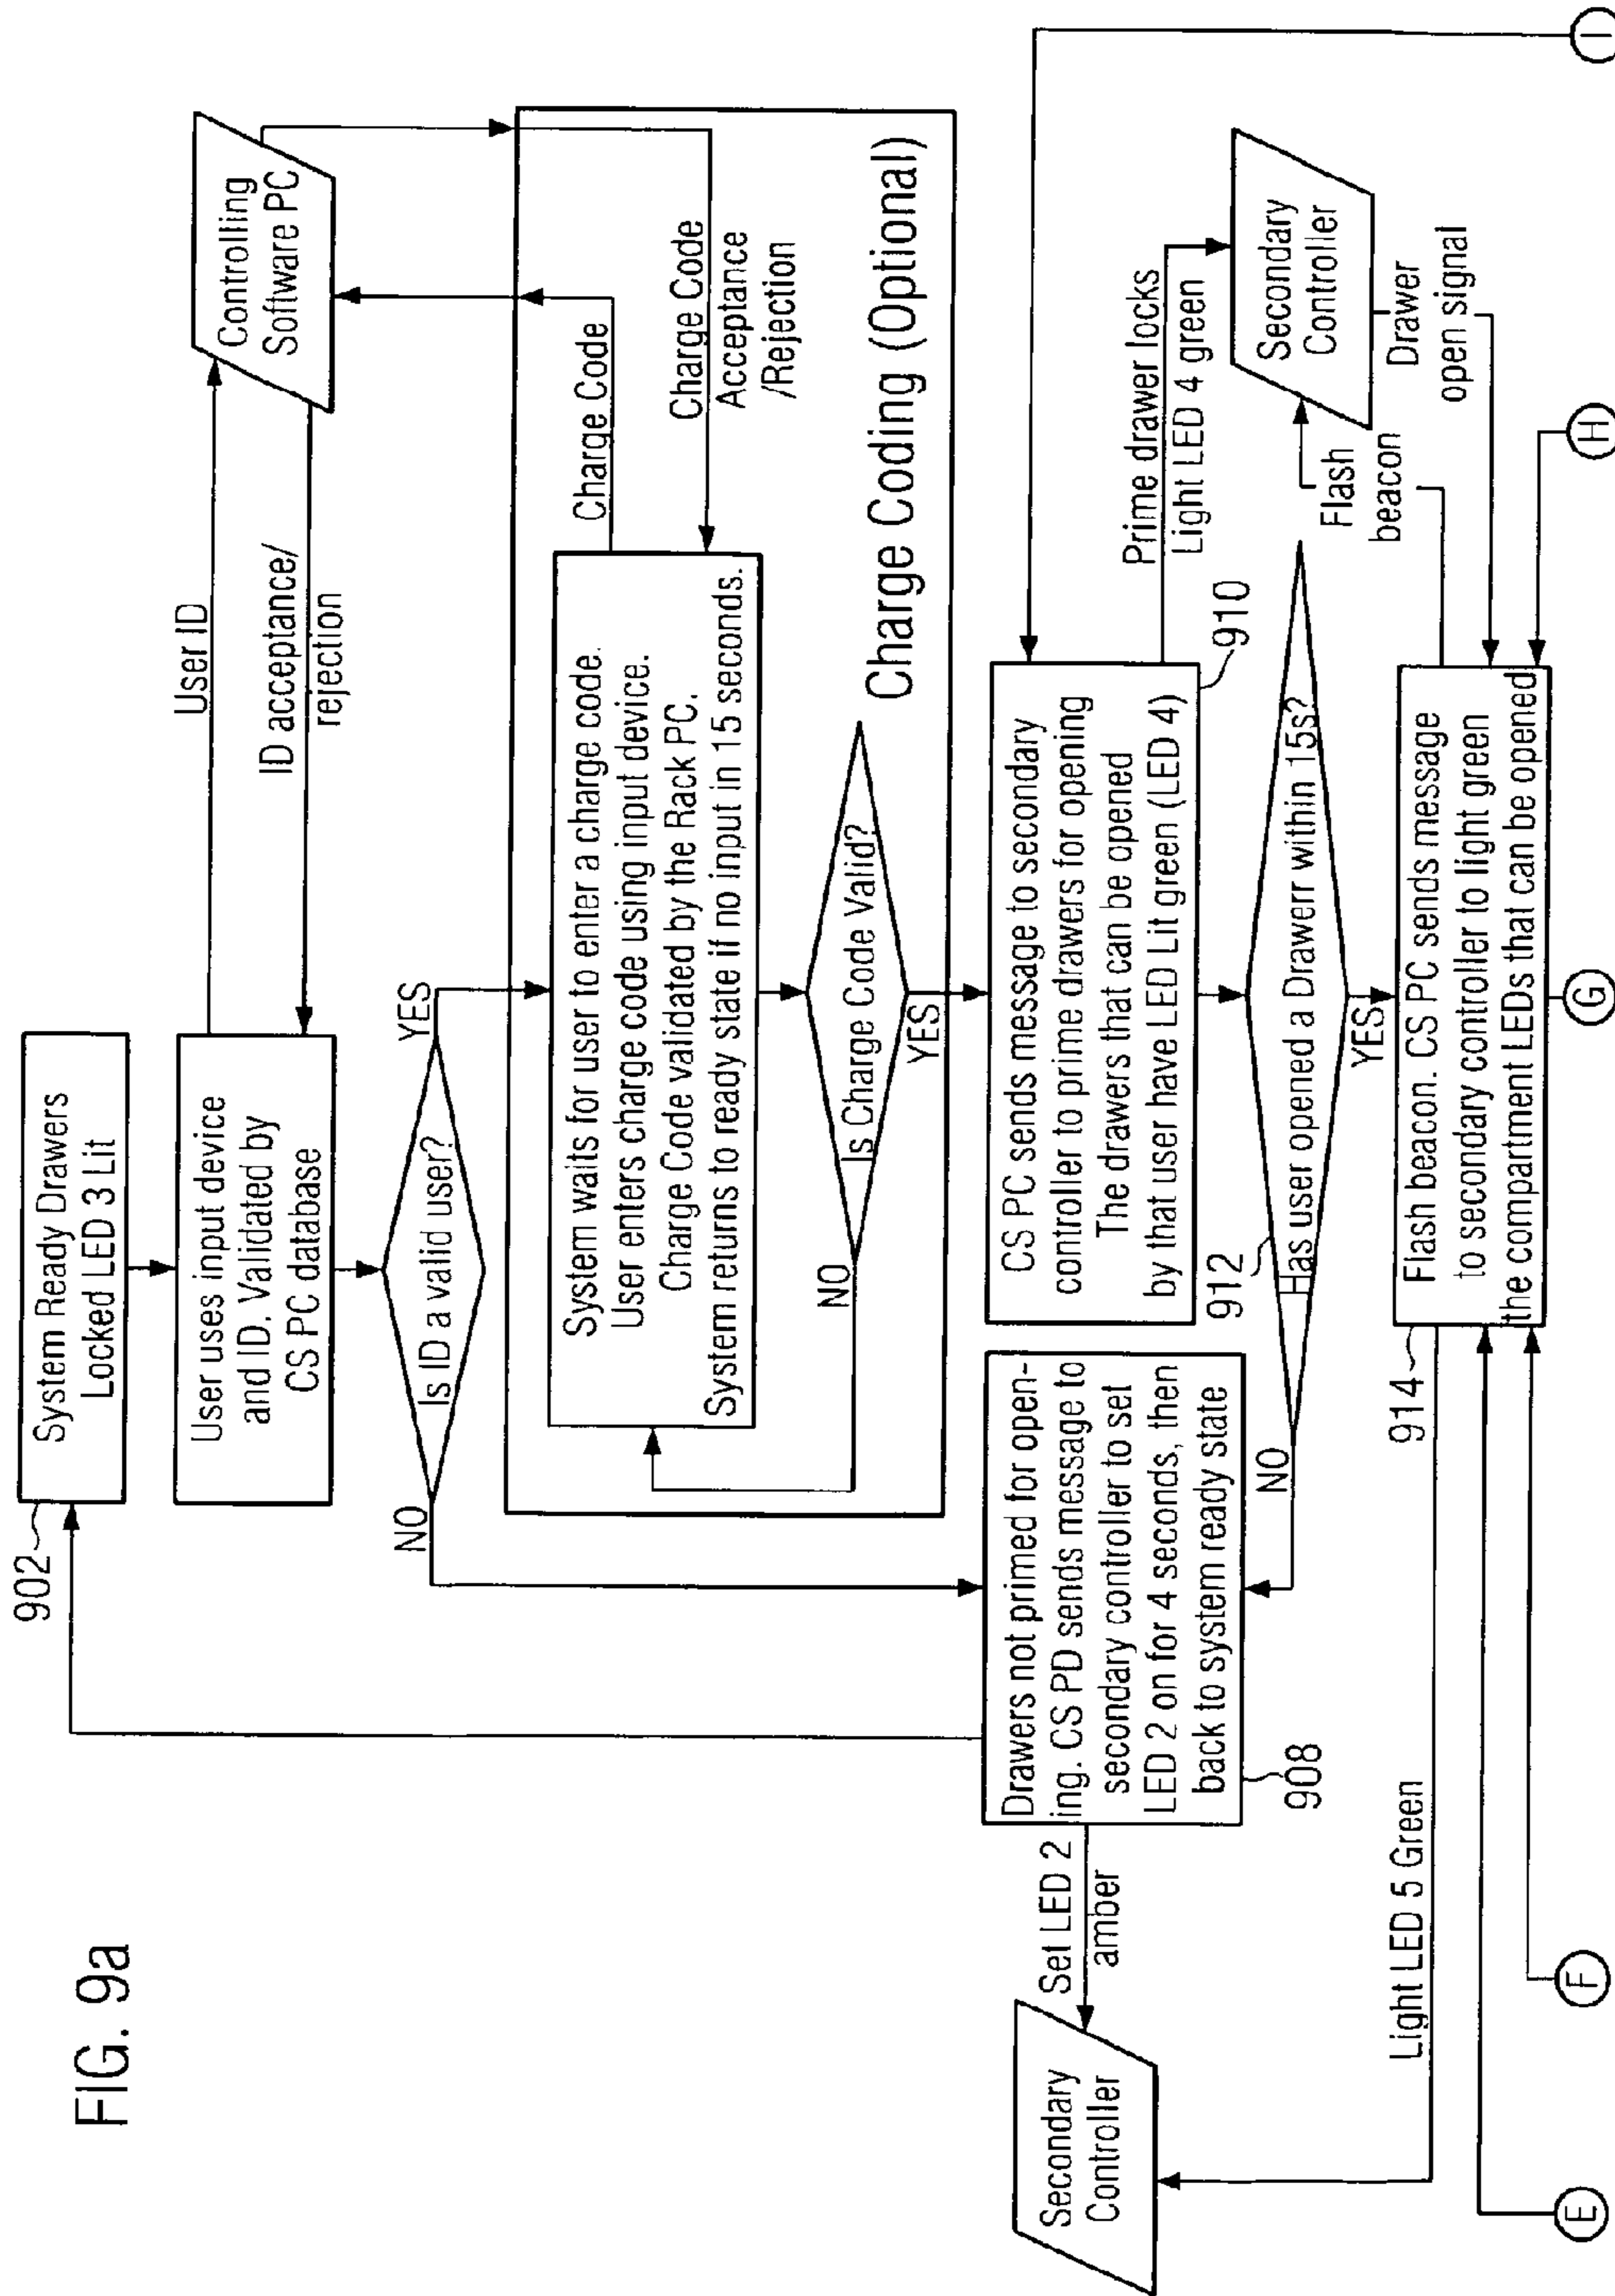 FIG. 9a
902
System Ready Drawers
Locked LED 3 Lit
User uses input device
and ID. Validated by
CS PC database
User ID
Controlling
Software PC
ID acceptance/
rejection
Is ID a valid user?
NO
YES
System waits for user to enter a charge code.
User enters charge code using input device.
Charge Code validated by the Rack PC.
System returns to ready state if no input in 15 seconds.
Charge Code
Charge Code
Acceptance
/Rejection
NO
Is Charge Code Valid?
YES
Charge Coding (Optional)
Secondary
Controller
Set LED 2
amber
Drawers not primed for open-
ing. CS PD sends message to
secondary controller to set
LED 2 on for 4 seconds, then
back to system ready state
908
CS PC sends message to secondary
controller to prime drawers for opening
The drawers that can be opened
by that user have LED Lit green (LED 4)
910
Prime drawer locks
Light LED 4 green
Secondary
Controller
912
NO
Has user opened a Drawer within 15s?
YES
Flash
beacon
Drawer
open signal
Light LED 5 Green
914
Flash beacon. CS PC sends message
to secondary controller to light green
the compartment LEDs that can be opened
E
F
G
H
I